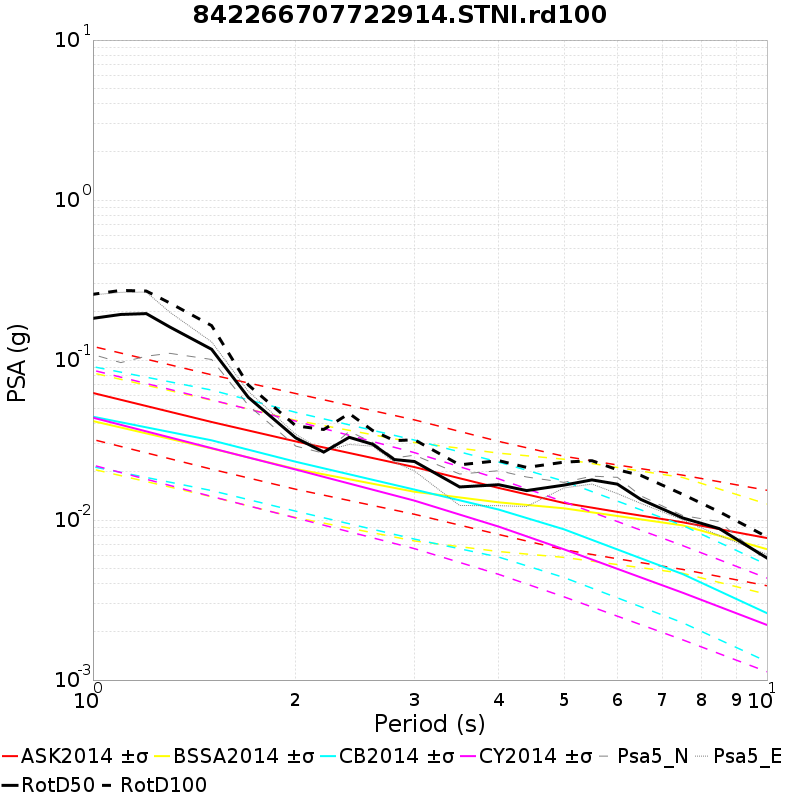 842266707722914.STNI.rd100
10^1
10^0
10^-1
10^-2
10^-3
PSA (g)
10^0 2 3 4 5 6 7 8 9 10^1
Period (s)
ASK2014 ±σ BSSA2014 ±σ CB2014 ±σ CY2014 ±σ Psa5_N Psa5_E
RotD50 RotD100